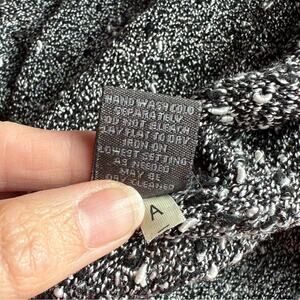 HAND WASH COLD
SEPARATELY
DO NOT BLEACH
LAY FLAT TO DRY
IRON ON
LOWEST SETTING
AS NEEDED
MAY BE
DRY CLEANED
A